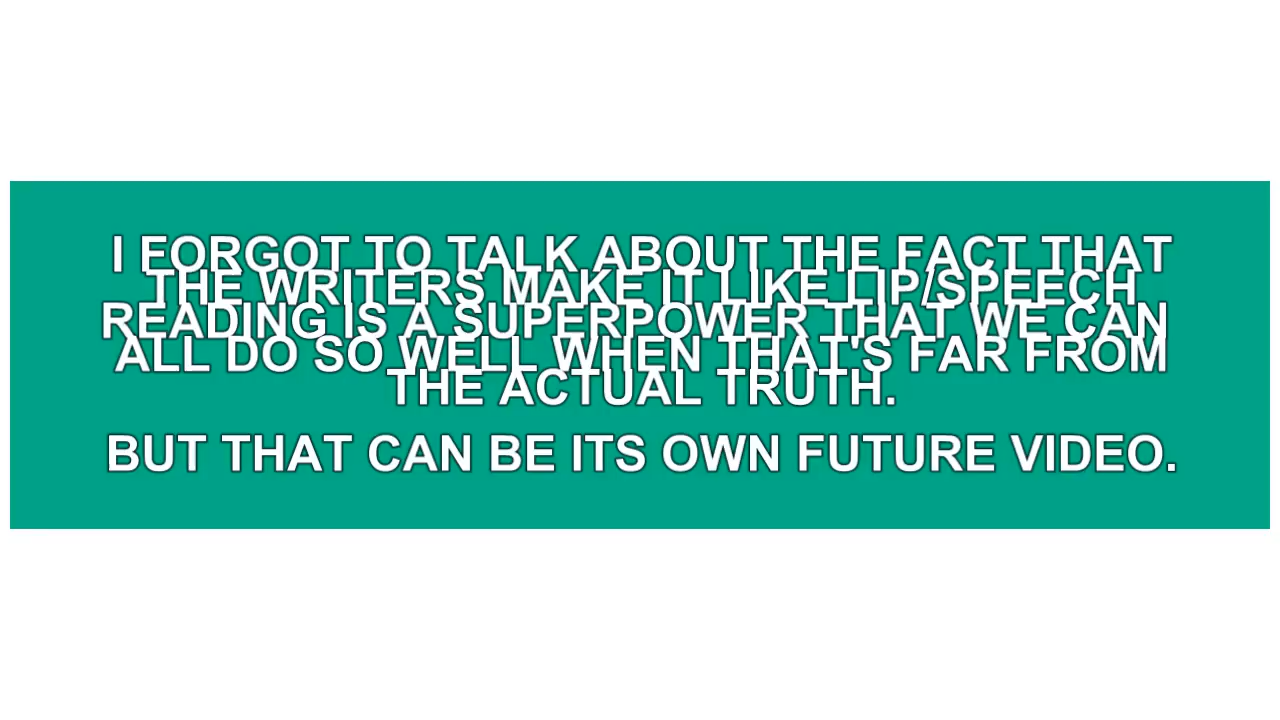 I FORGOT TO TALK ABOUT THE FACT THAT
THE WRITERS MAKE IT LIKE LIP/SPEECH
READING IS A SUPERPOWER THAT WE CAN
ALL DO SO WELL WHEN THAT'S FAR FROM
THE ACTUAL TRUTH.
BUT THAT CAN BE ITS OWN FUTURE VIDEO.